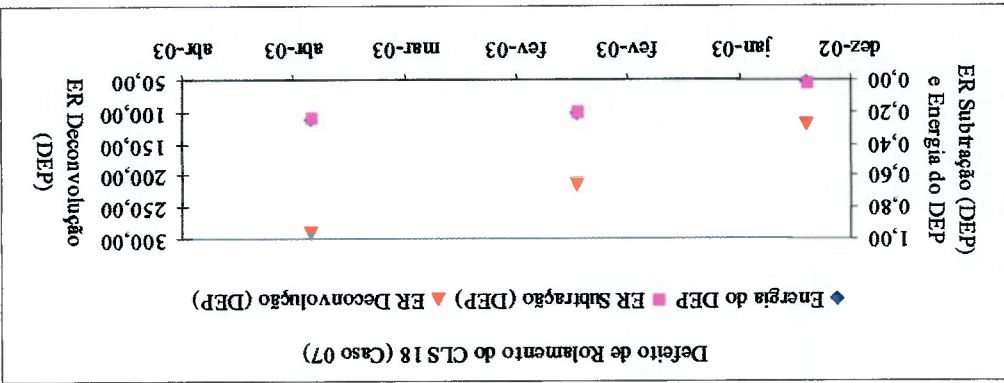 Defeito de Rolamento do CLS 18 (Caso 07)
Energia do DEP ER Subtração (DEP) ER Deconvolução (DEP)
ER Subtração (DEP)
e Energia do DEP
1,00
0,80
0,60
0,40
0,20
0,00
300,00
250,00
200,00
150,00
100,00
50,00
ER Deconvolução
(DEP)
dez-02 jan-03 fev-03 fev-03 mar-03 abr-03 abr-03